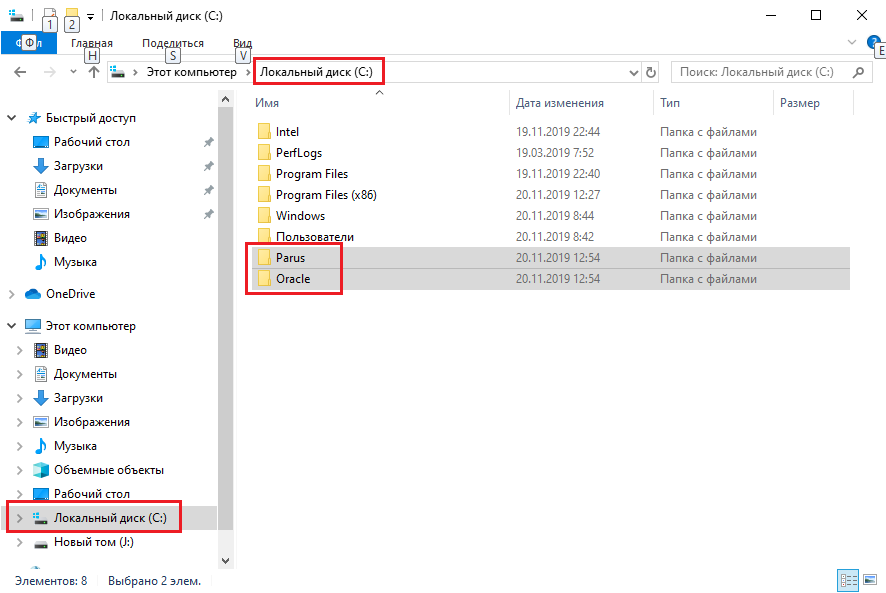 Локальный диск (C:)
1
2
Файл
Ф
Главная
Поделиться
Вид
H
S
V
E
?
Этот компьютер
Локальный диск (C:)
Поиск: Локальный диск (C:)
Имя Дата изменения Тип Размер
Intel 19.11.2019 22:44 Папка с файлами
PerfLogs 19.03.2019 7:52 Папка с файлами
Program Files 19.11.2019 22:40 Папка с файлами
Program Files (x86) 20.11.2019 12:27 Папка с файлами
Windows 20.11.2019 8:44 Папка с файлами
Пользователи 20.11.2019 8:42 Папка с файлами
Parus 20.11.2019 12:54 Папка с файлами
Oracle 20.11.2019 12:54 Папка с файлами
Быстрый доступ
Рабочий стол
Загрузки
Документы
Изображения
Видео
Музыка
OneDrive
Этот компьютер
Видео
Документы
Загрузки
Изображения
Музыка
Объемные объекты
Рабочий стол
Локальный диск (C:)
Новый том (J:)
Элементов: 8 Выбрано 2 элем.